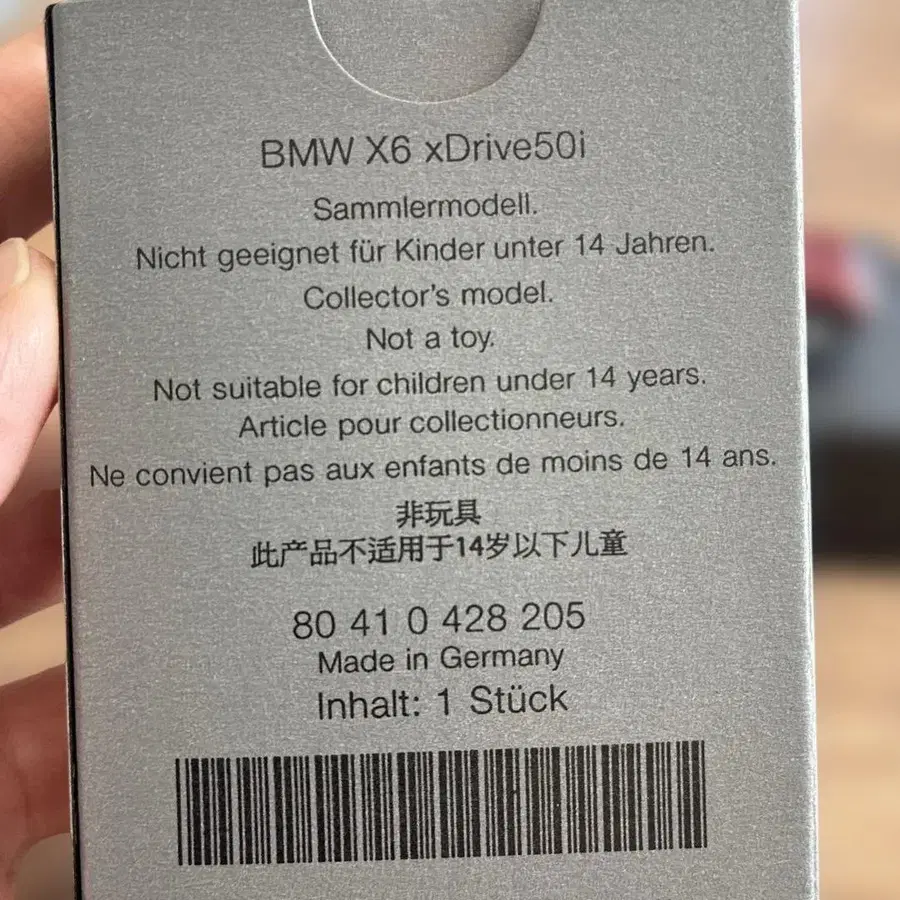 BMW X6 xDrive50i
Sammlermodell.
Nicht geeignet für Kinder unter 14 Jahren.
Collector's model.
Not a toy.
Not suitable for children under 14 years.
Article pour collectionneurs.
Ne convient pas aux enfants de moins de 14 ans.
非玩具
此产品不适用于14岁以下儿童
80 41 0 428 205
Made in Germany
Inhalt: 1 Stück